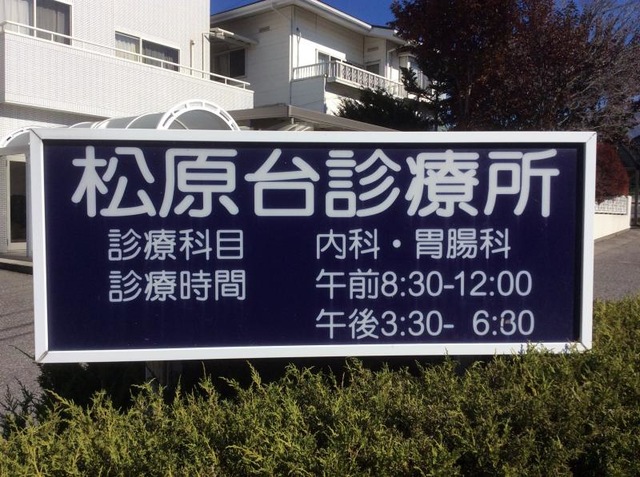 松原台診療所
診療科目 内科・胃腸科
診療時間 午前8:30-12:00
午後3:30- 6:30